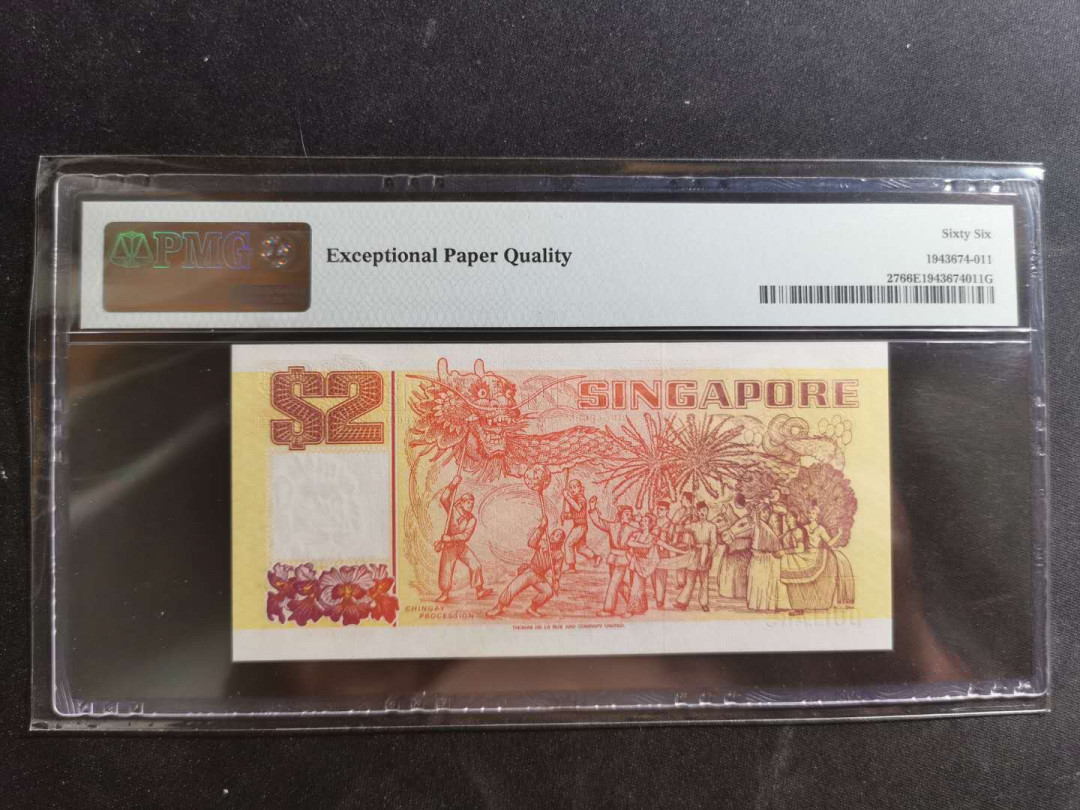 PMG
Exceptional Paper Quality
Sixty Six
1943674-011
2766E1943674011G
$2
SINGAPORE
CHINGAY
PROCESSION
THOMAS DE LA RUE AND COMPANY LIMITED